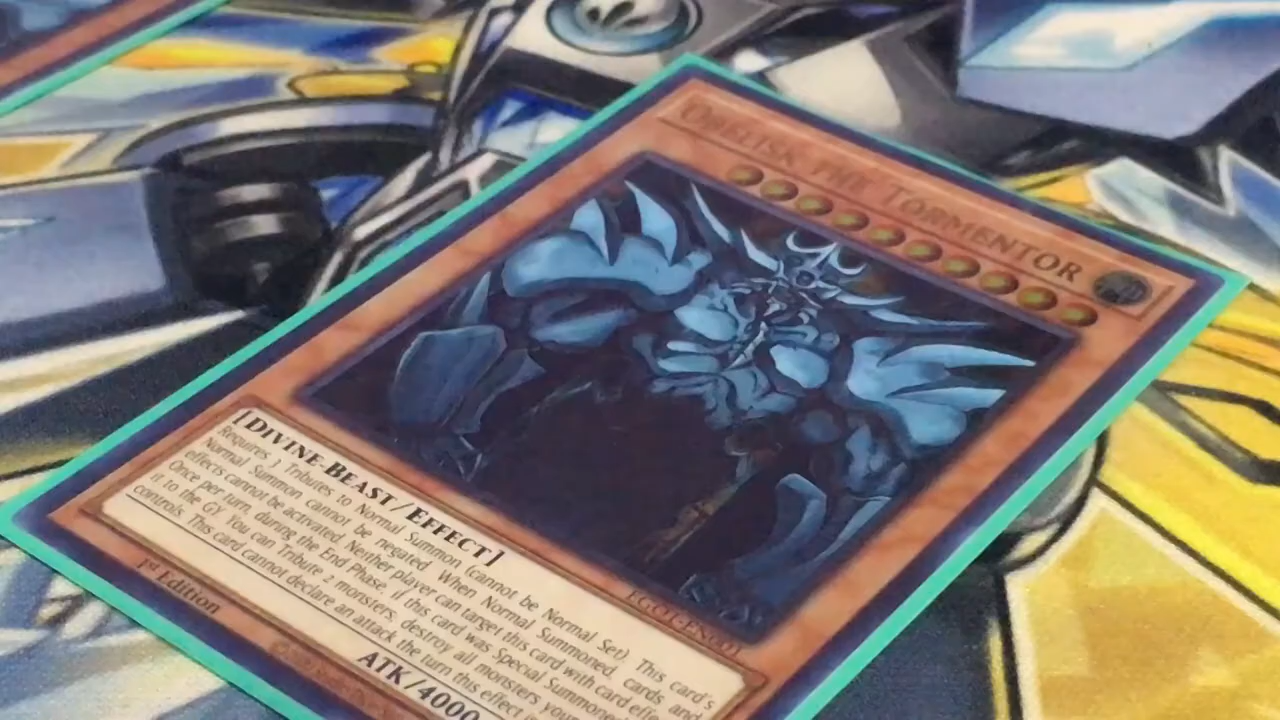 OBELISK THE TORMENTOR
EGO1-EN001
[DIVINE-BEAST/EFFECT]
Requires 3 Tributes to Normal Summon (cannot be Normal Set). This card's
Normal Summon cannot be negated. When Normal Summoned, cards and
effects cannot be activated. Neither player can target this card with card effe
Once per turn, during the End Phase, if this card was Special Summoned
it to the GY. You can Tribute 2 monsters; destroy all monsters your
controls. This card cannot declare an attack the turn this effect
ATK/4000
1st Edition